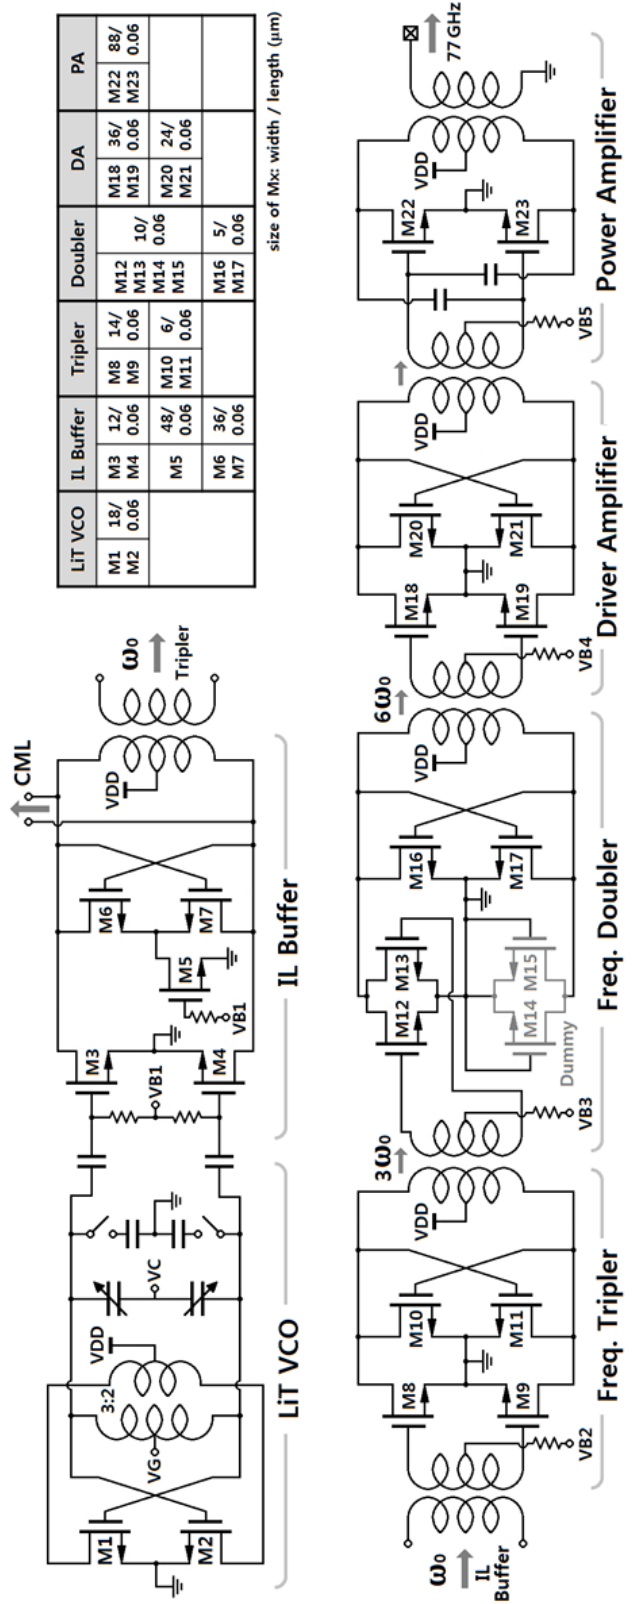 LiT VCO IL Buffer Tripler Doubler DA PA
M1 M2 18/0.06 M3 M4 12/0.06 M8 M9 14/0.06 M12 M13 M14 M15 10/0.06 M18 M19 36/0.06 M22 M23 88/0.06
M5 48/0.06 M10 M11 6/0.06 M20 M21 24/0.06
M6 M7 36/0.06 M16 M17 5/0.06
size of Mx: width / length (μm)
M1
M2
VG
3:2
VDD
VC
LiT VCO
VB1
M3
M4
VB1
M5
M6
M7
VDD
CML
ω0
Tripler
IL Buffer
ω0
IL
Buffer
VB2
M8
M9
M10
M11
VDD
Freq. Tripler
3ω0
VB3
M12
M13
M14
M15
Dummy
M16
M17
VDD
Freq. Doubler
6ω0
VB4
M18
M19
M20
M21
VDD
Driver Amplifier
VB5
M22
M23
VDD
77 GHz
Power Amplifier